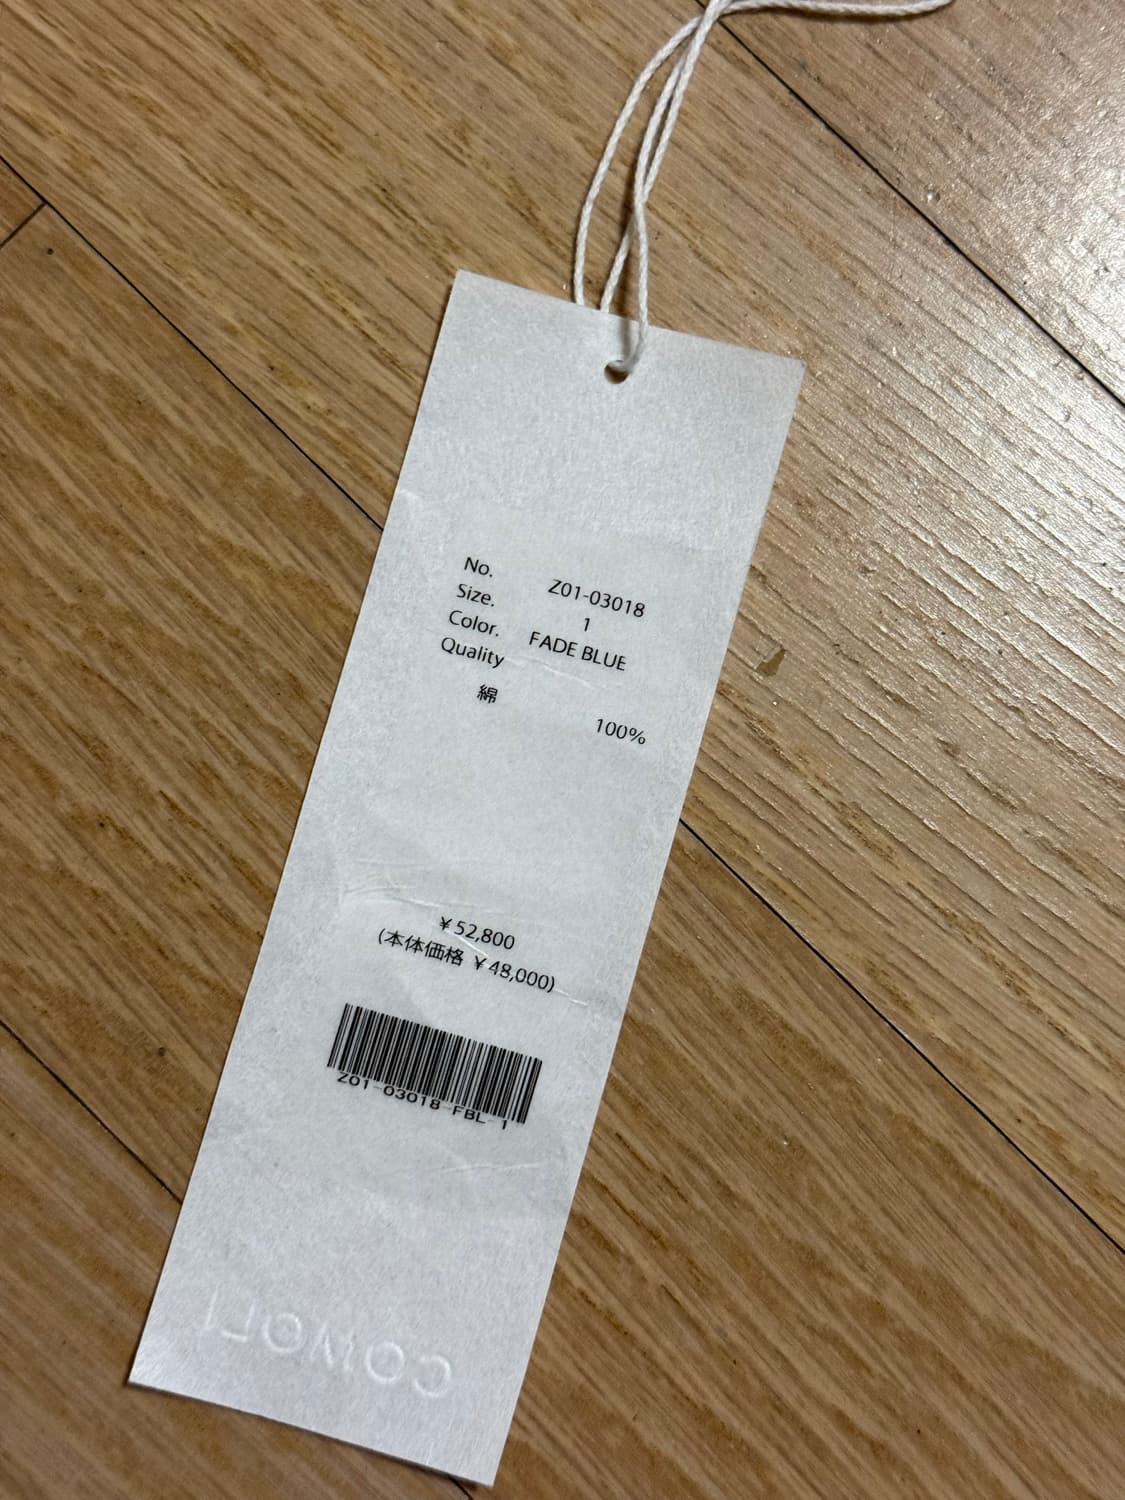 No. Z01-03018
Size. 1
Color. FADE BLUE
Quality
綿 100%
¥52,800
(本体価格 ¥48,000)
Z01-03018-FBL-1
COMOLI